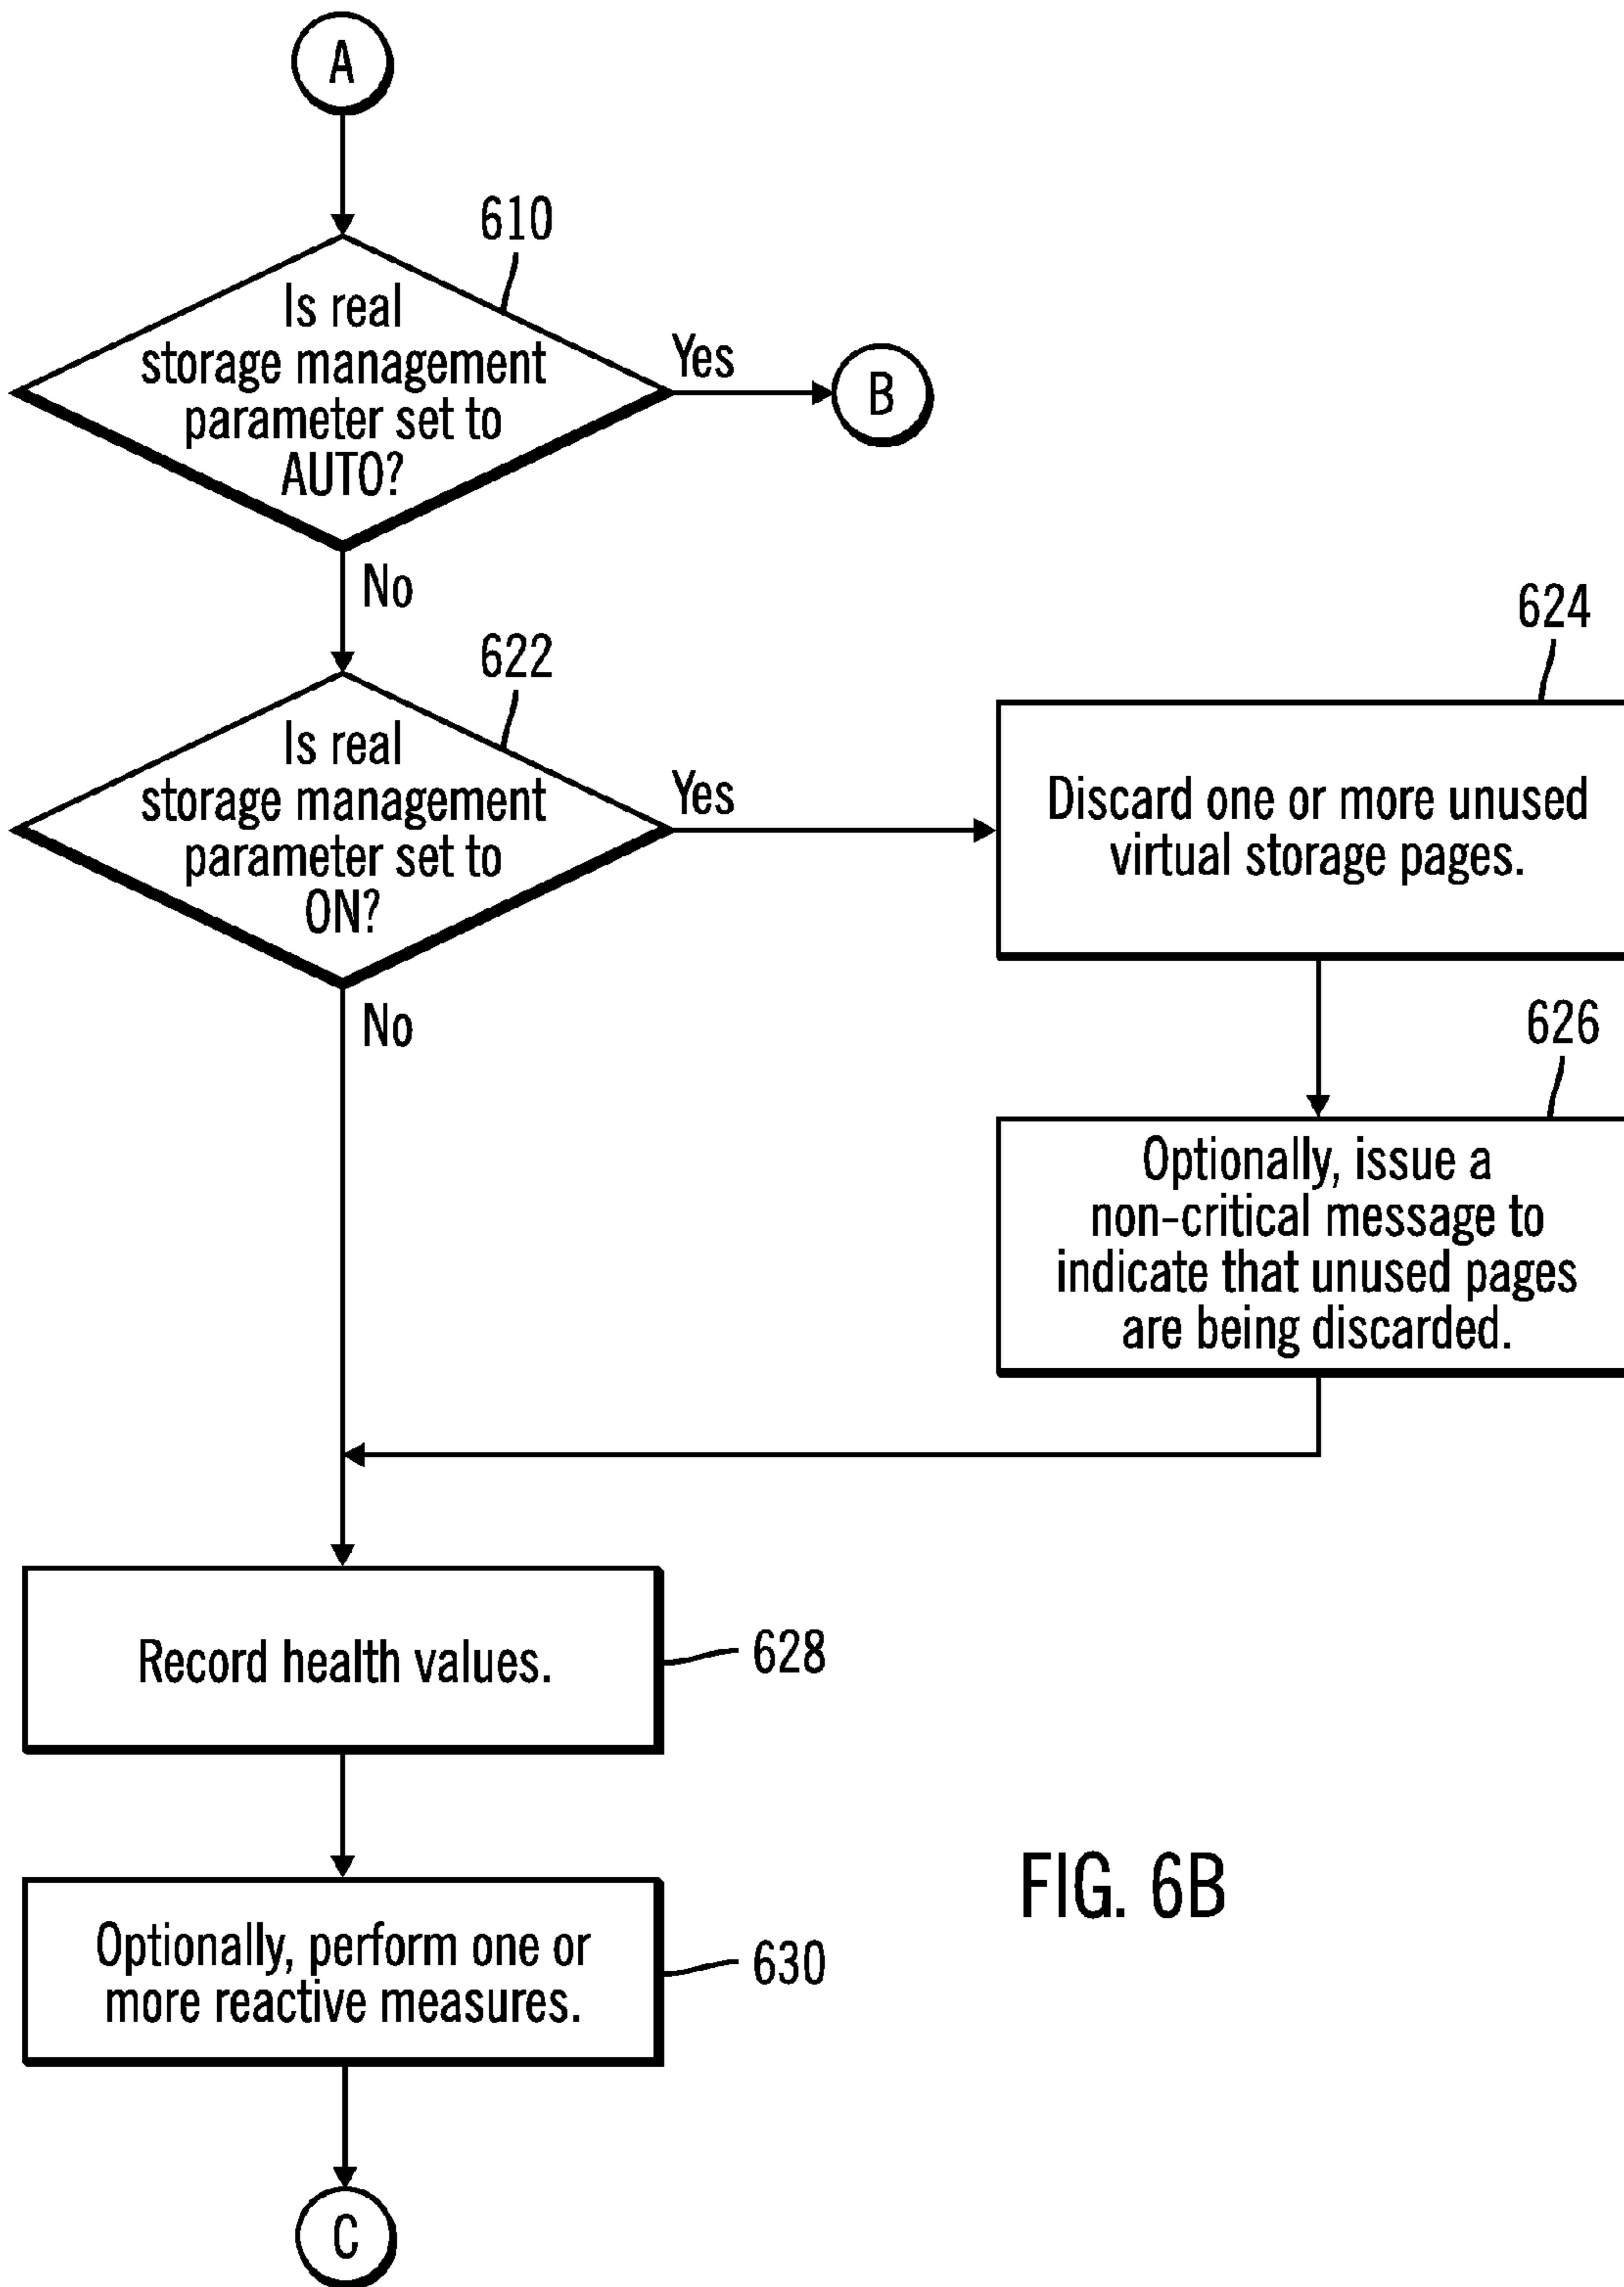 A
610
Is real
storage management
parameter set to
AUTO?
Yes
B
No
622
Is real
storage management
parameter set to
ON?
Yes
624
Discard one or more unused
virtual storage pages.
No
626
Optionally, issue a
non-critical message to
indicate that unused pages
are being discarded.
Record health values.
628
Optionally, perform one or
more reactive measures.
630
FIG. 6B
C